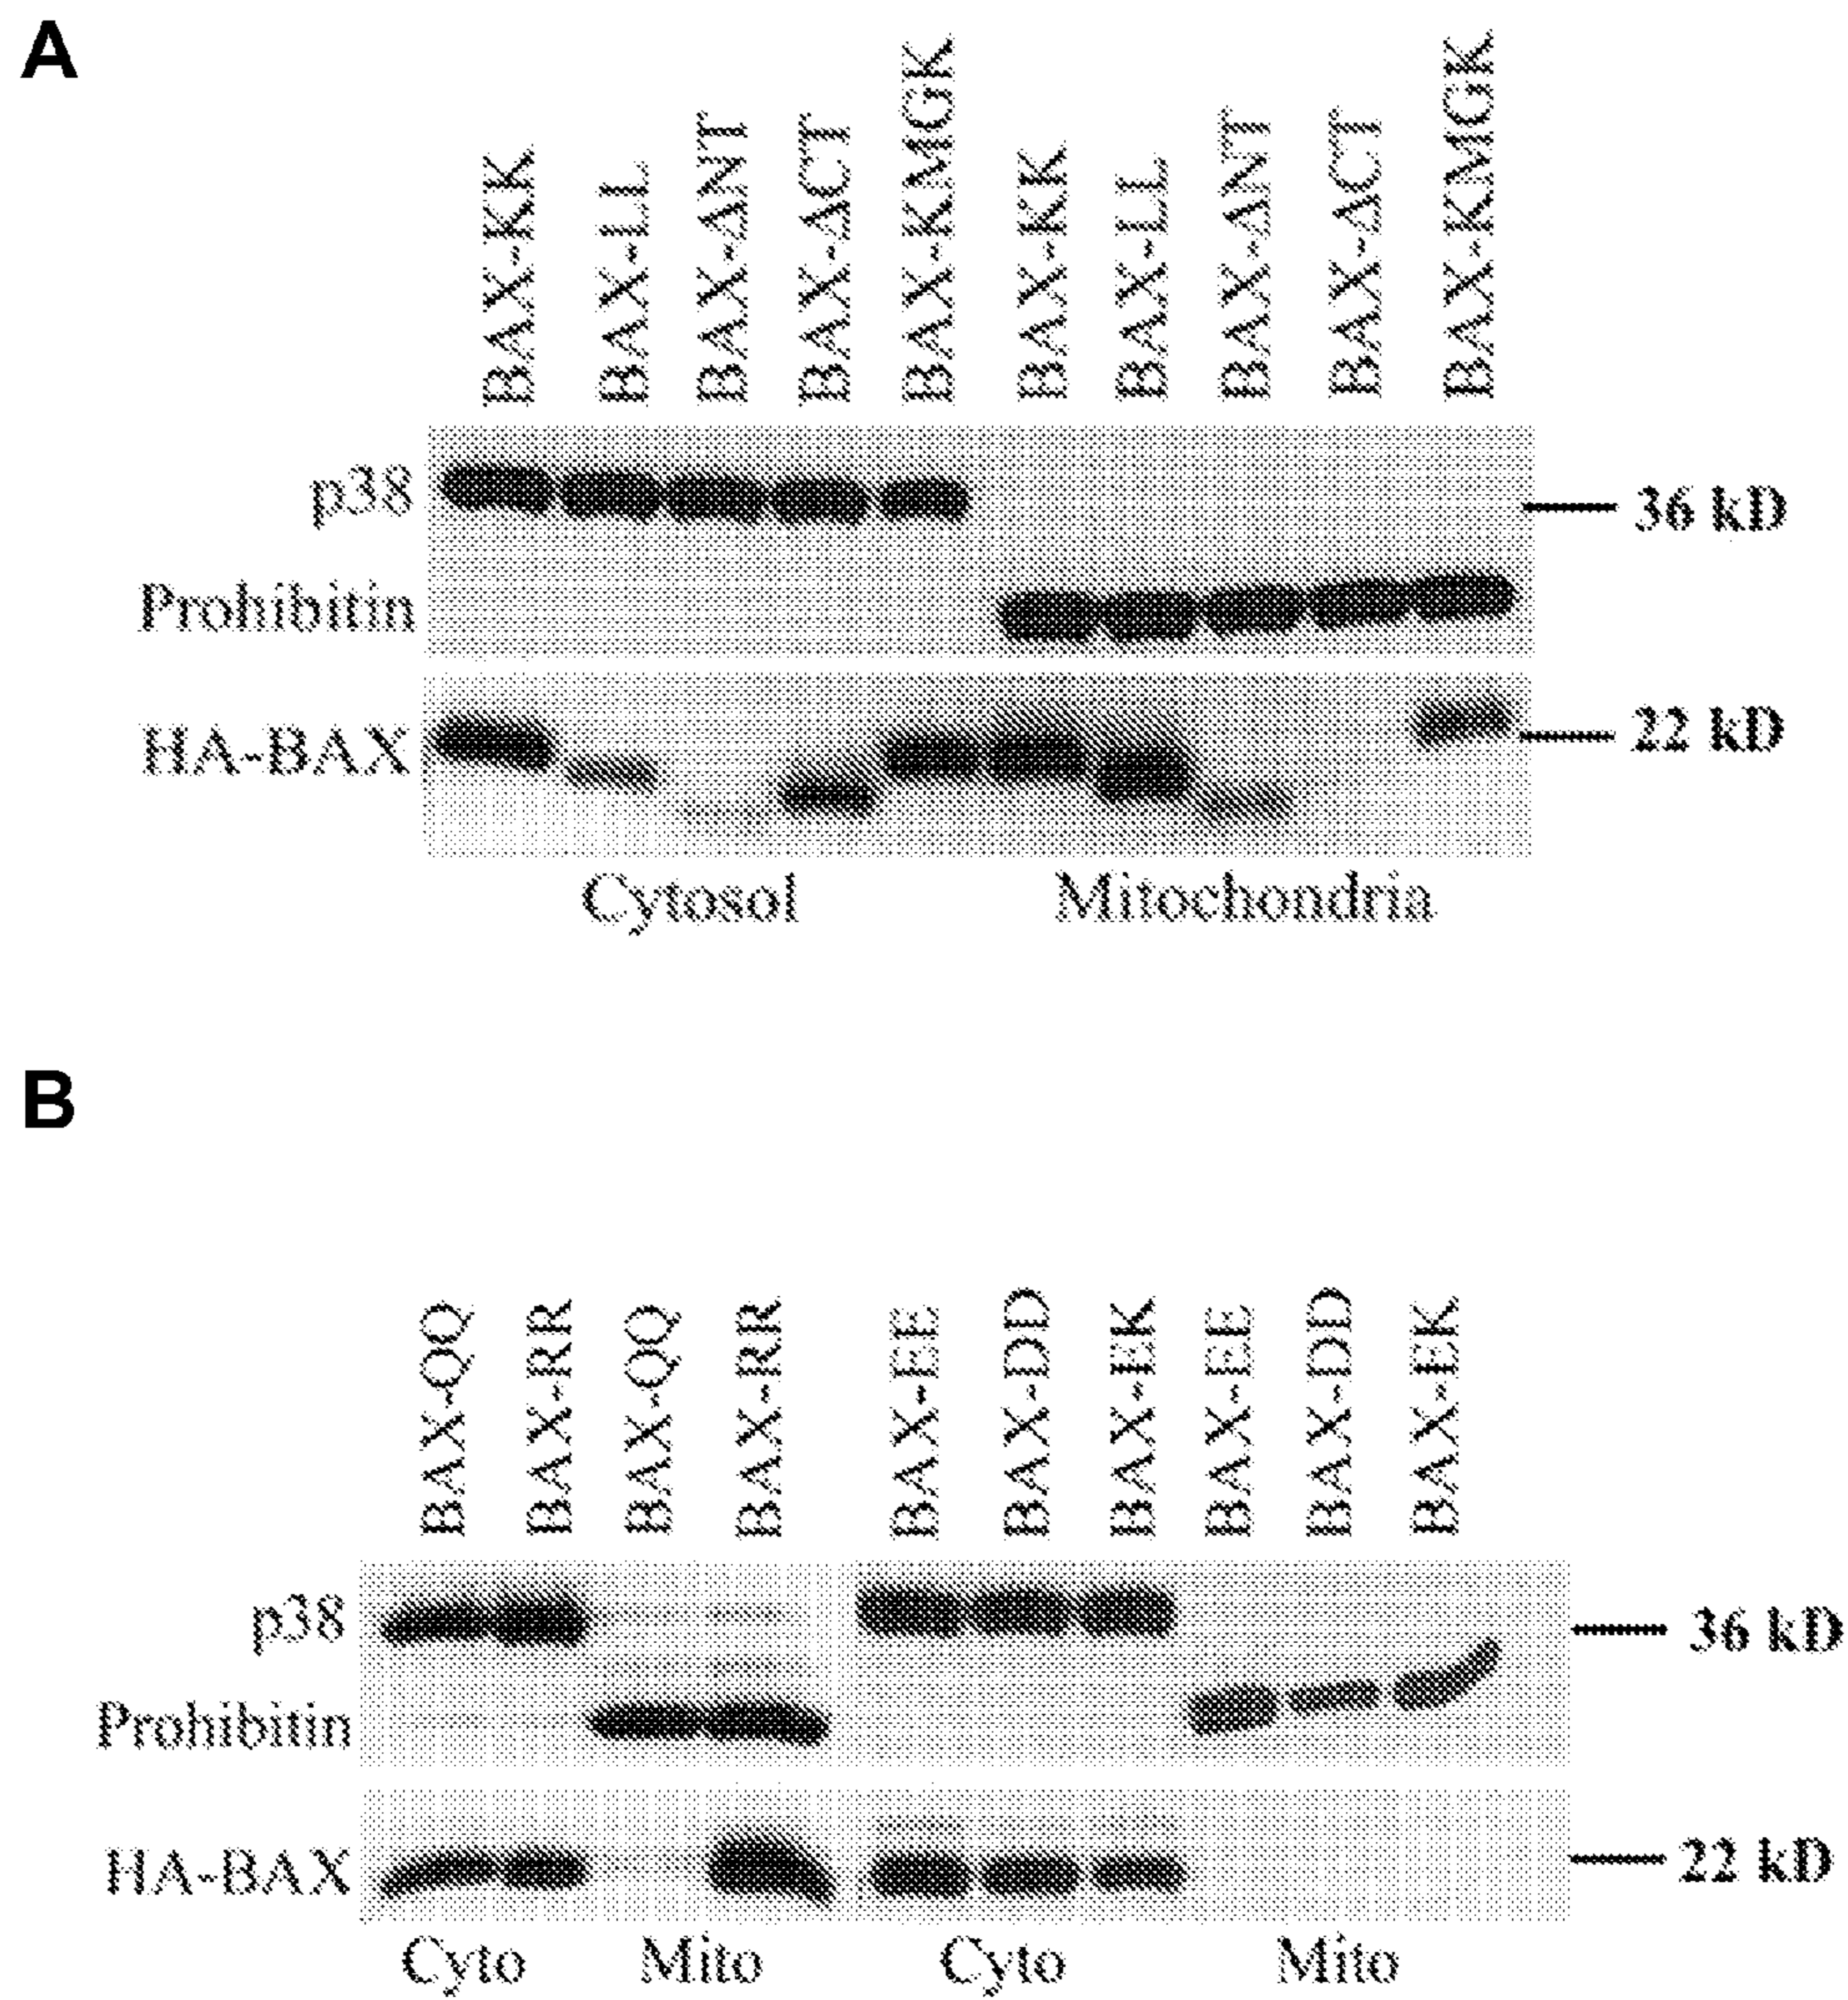 A
BAX-KK BAX-LL BAX-ΔNT BAX-ΔCT BAX-KMGK BAX-KK BAX-LL BAX-ΔNT BAX-ΔCT BAX-KMGK
p38 36 kD
Prohibitin
HA-BAX 22 kD
Cytosol Mitochondria
B
BAX-QQ BAX-RR BAX-QQ BAX-RR BAX-EE BAX-DD BAX-EK BAX-EE BAX-DD BAX-EK
p38 36 kD
Prohibitin
HA-BAX 22 kD
Cyto Mito Cyto Mito